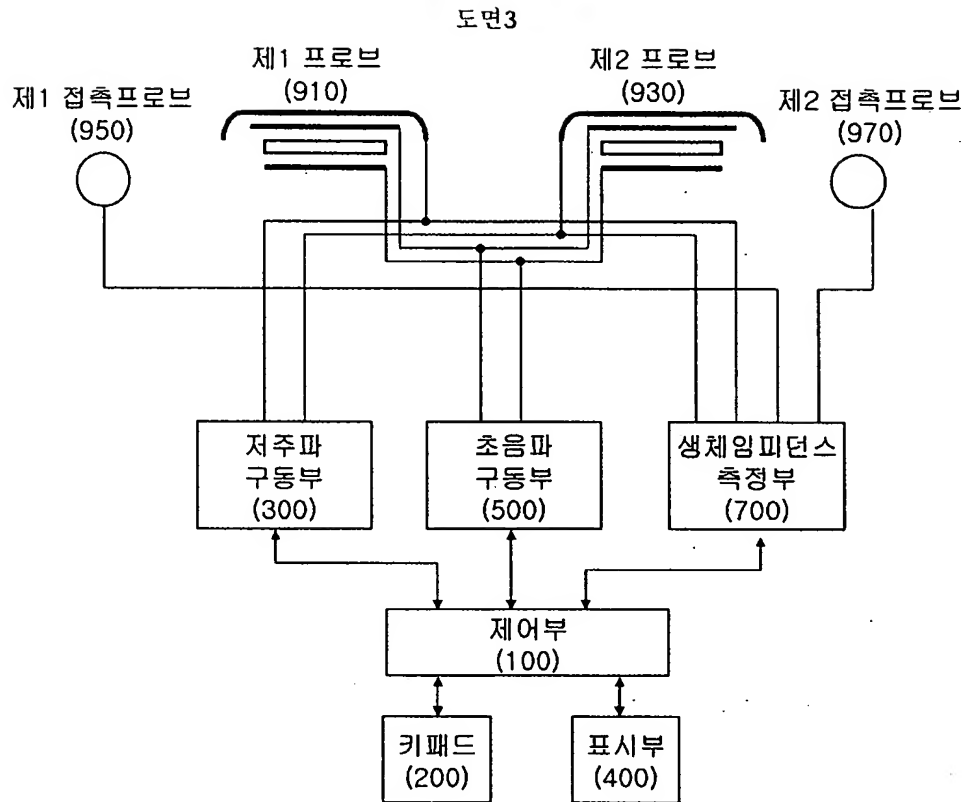 도면3
제1 프로브
(910)
제2 프로브
(930)
제1 접촉프로브
(950)
제2 접촉프로브
(970)
저주파
구동부
(300)
초음파
구동부
(500)
생체임피던스
측정부
(700)
제어부
(100)
키패드
(200)
표시부
(400)